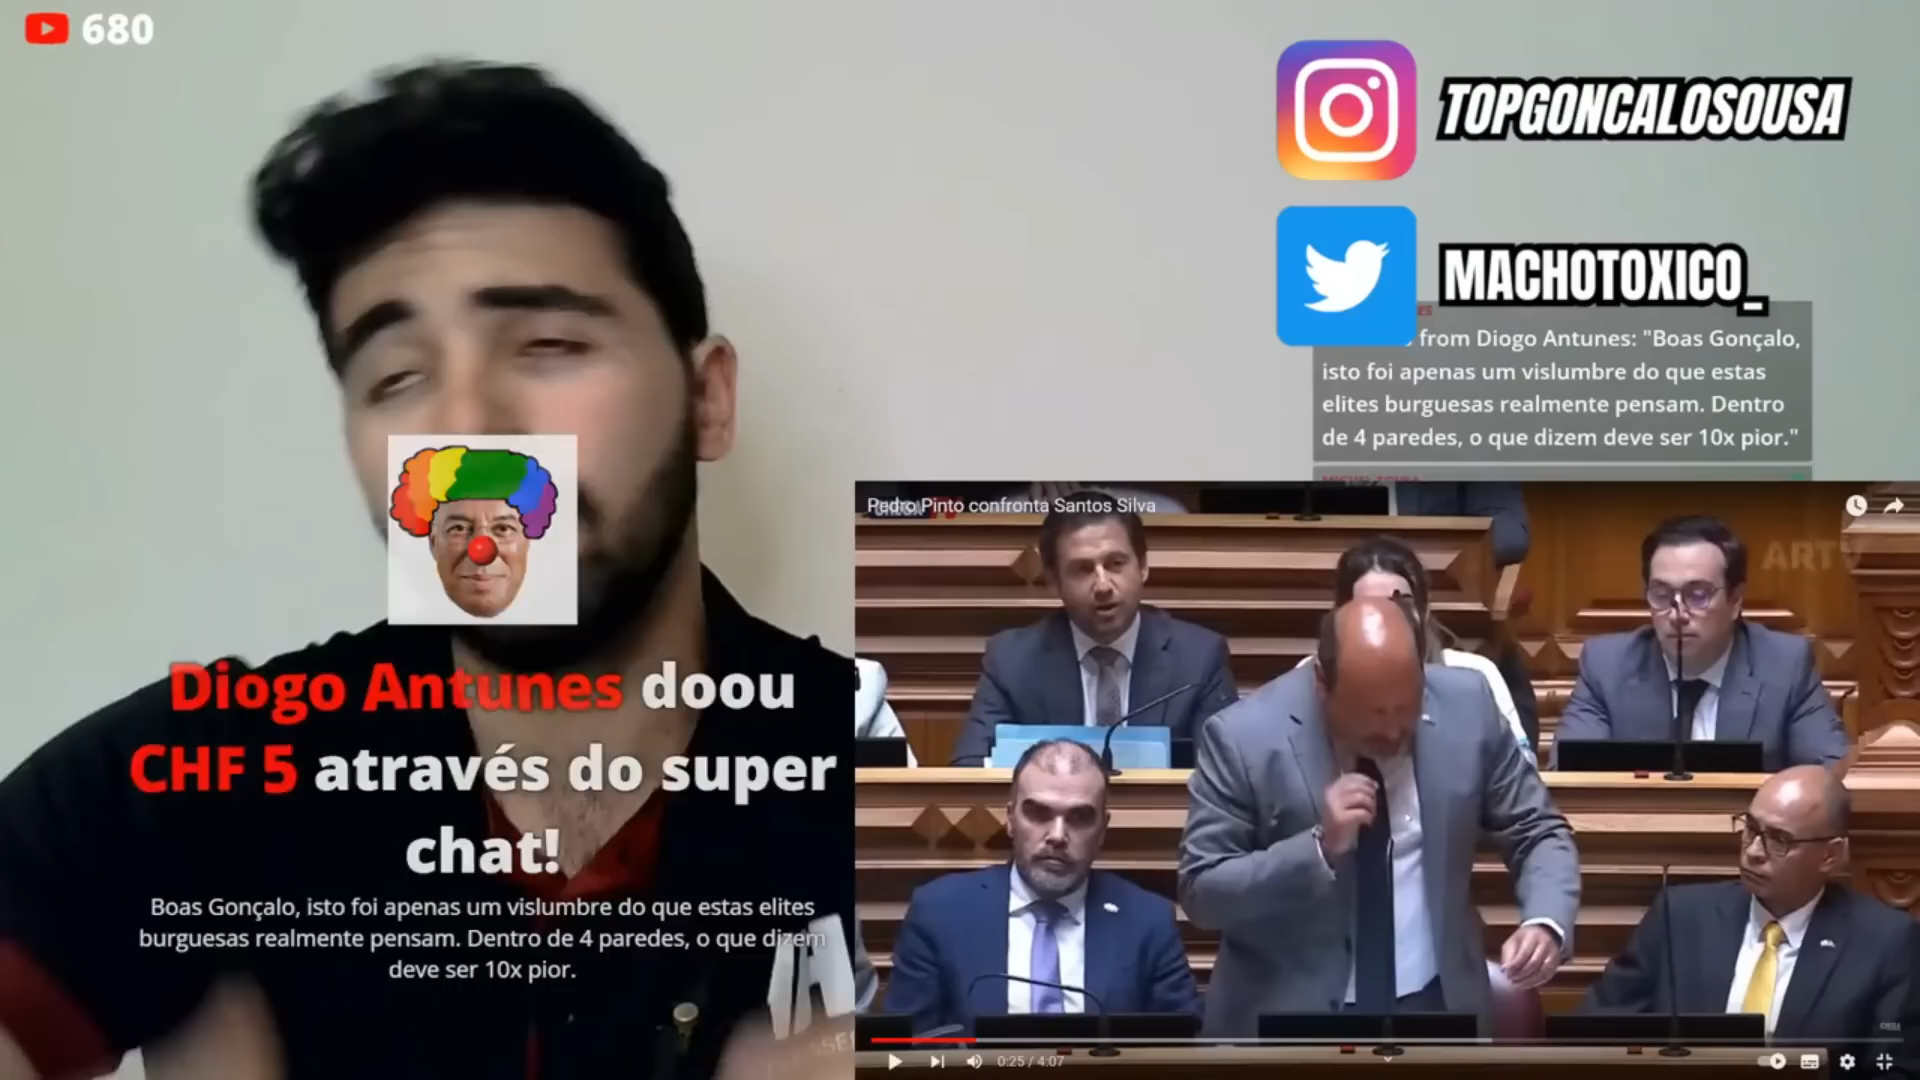 680
TOPGONCALOSOUSA
MACHOTOXICO_
from Diogo Antunes: "Boas Gonçalo,
isto foi apenas um vislumbre do que estas
elites burguesas realmente pensam. Dentro
de 4 paredes, o que dizem deve ser 10x pior."
Pedro Pinto confronta Santos Silva
ARTV
Diogo Antunes doou
CHF 5 através do super
chat!
Boas Gonçalo, isto foi apenas um vislumbre do que estas elites
burguesas realmente pensam. Dentro de 4 paredes, o que dizem
deve ser 10x pior.
0:25 / 4:07